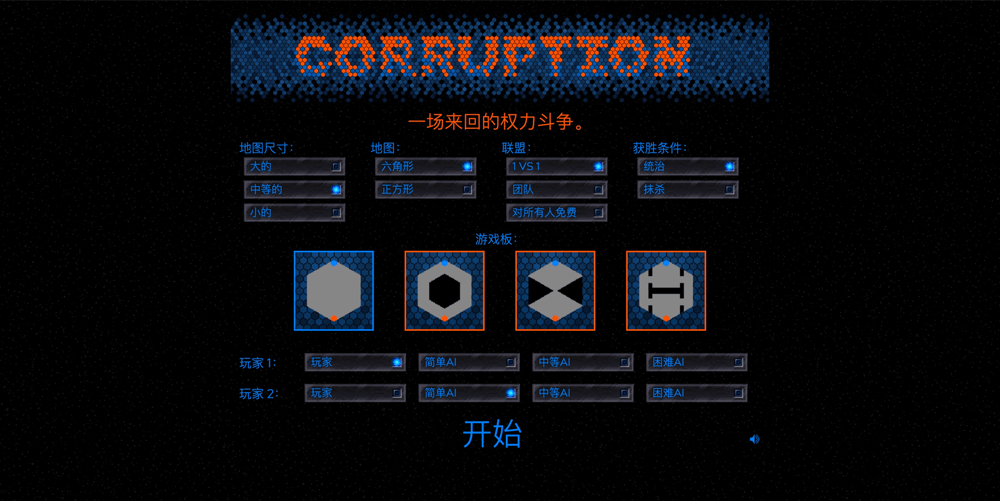 CORRUPTION
一场来回的权力斗争。
地图尺寸： 地图： 联盟： 获胜条件：
大的 六角形 1 VS 1 统治
中等的 正方形 团队 抹杀
小的 对所有人免费
游戏板：
玩家 1： 玩家 简单AI 中等AI 困难AI
玩家 2： 玩家 简单AI 中等AI 困难AI
开始